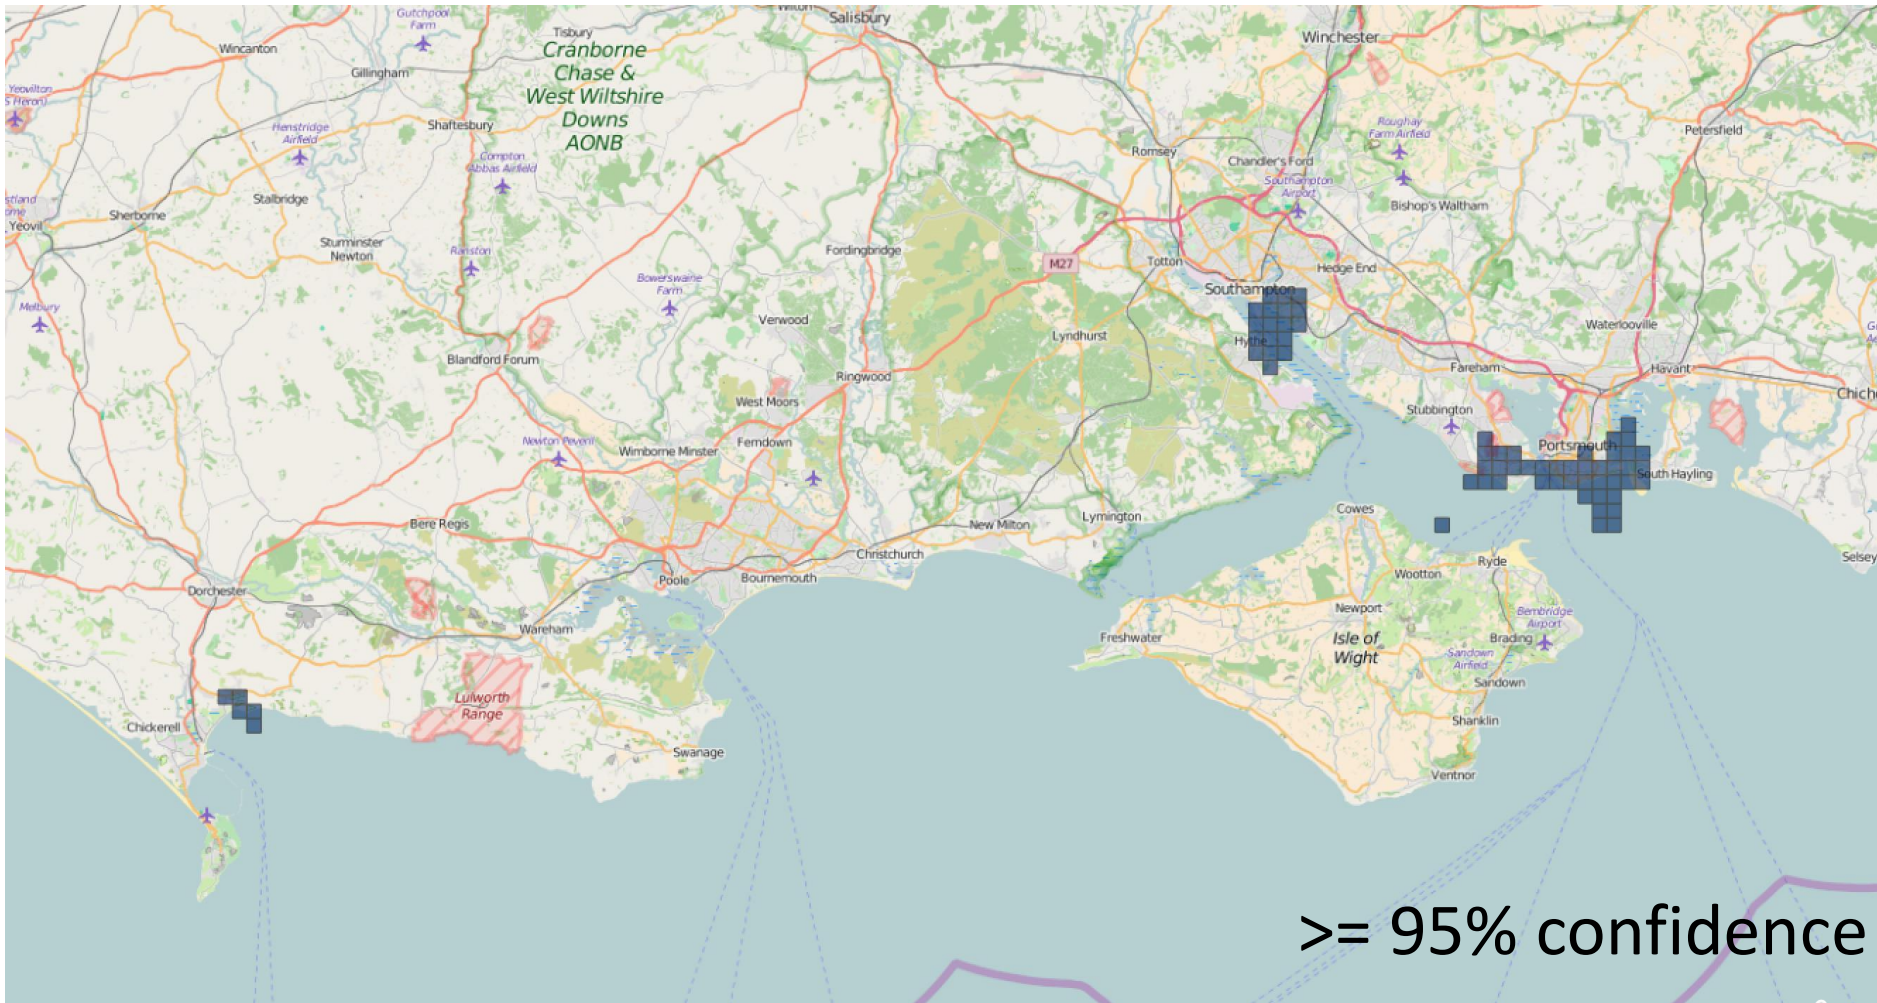 Wilton
Salisbury
Gutchpool
Farm
Tisbury
Winchester
Wincanton
Cranborne
Chase &
West Wiltshire
Downs
AONB
Gillingham
Yeovilton
Henstridge
Airfield
Shaftesbury
Roughay
Farm Airfield
Petersfield
Compton
Abbas Airfield
Romsey
Chandler's Ford
Southampton
Airport
Stalbridge
Bishop's Waltham
Sherborne
Yeovil
Sturminster
Newton
Ranston
Fordingbridge
M27
Totton
Hedge End
Bowerswaine
Farm
Southampton
Melbury
Verwood
Lyndhurst
Hythe
Waterlooville
Blandford Forum
Ringwood
Fareham
Havant
West Moors
Stubbington
Chich
Newton Peveril
Ferndown
Wimborne Minster
Portsmouth
South Hayling
Bere Regis
New Milton
Lymington
Cowes
Christchurch
Selsey
Poole
Bournemouth
Ryde
Wootton
Dorchester
Newport
Bembridge
Airport
Wareham
Freshwater
Isle of
Wight
Brading
Sandown
Airfield
Sandown
Lulworth
Range
Chickerell
Shanklin
Swanage
Ventnor
>= 95% confidence